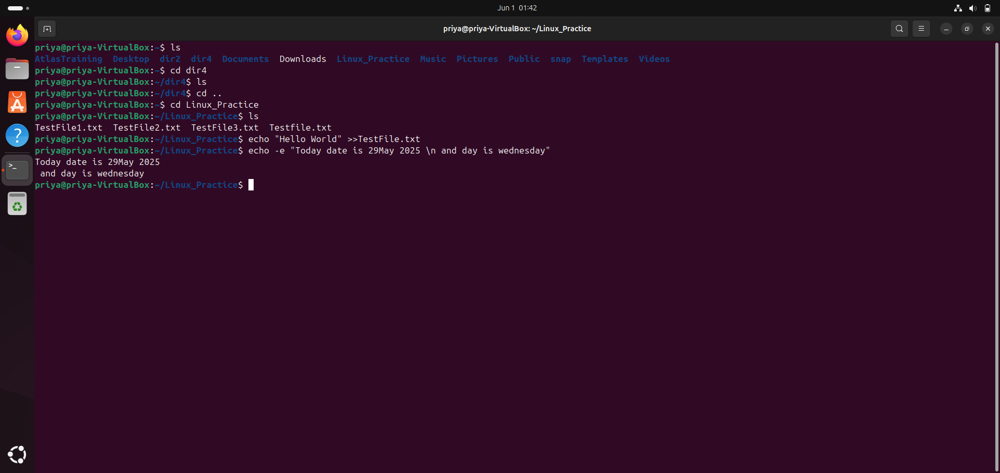 Jun 1 01:42
priya@priya-VirtualBox: ~/Linux_Practice
priya@priya-VirtualBox:~$ ls
AtlasTraining Desktop dir2 dir4 Documents Downloads Linux_Practice Music Pictures Public snap Templates Videos
priya@priya-VirtualBox:~$ cd dir4
priya@priya-VirtualBox:~/dir4$ ls
priya@priya-VirtualBox:~/dir4$ cd ..
priya@priya-VirtualBox:~$ cd Linux_Practice
priya@priya-VirtualBox:~/Linux_Practice$ ls
TestFile1.txt TestFile2.txt TestFile3.txt Testfile.txt
priya@priya-VirtualBox:~/Linux_Practice$ echo "Hello World" >>TestFile.txt
priya@priya-VirtualBox:~/Linux_Practice$ echo -e "Today date is 29May 2025 \n and day is wednesday"
Today date is 29May 2025
 and day is wednesday
priya@priya-VirtualBox:~/Linux_Practice$